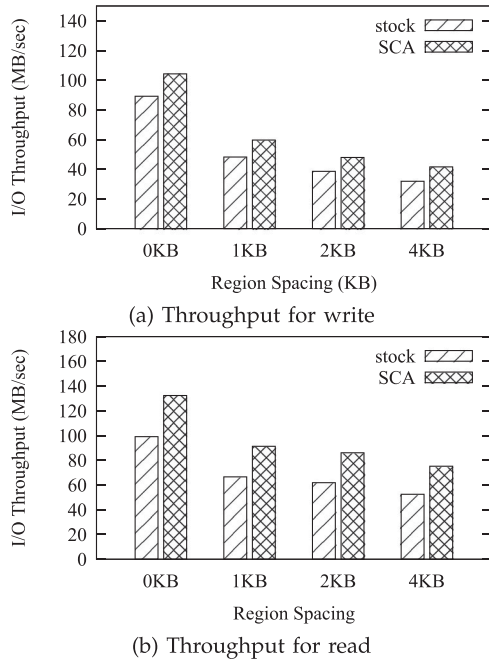 140
120
100
80
60
40
20
0
I/O Throughput (MB/sec)
stock
SCA
0KB 1KB 2KB 4KB
Region Spacing (KB)
(a) Throughput for write
180
160
140
120
100
80
60
40
20
0
I/O Throughput (MB/sec)
stock
SCA
0KB 1KB 2KB 4KB
Region Spacing
(b) Throughput for read